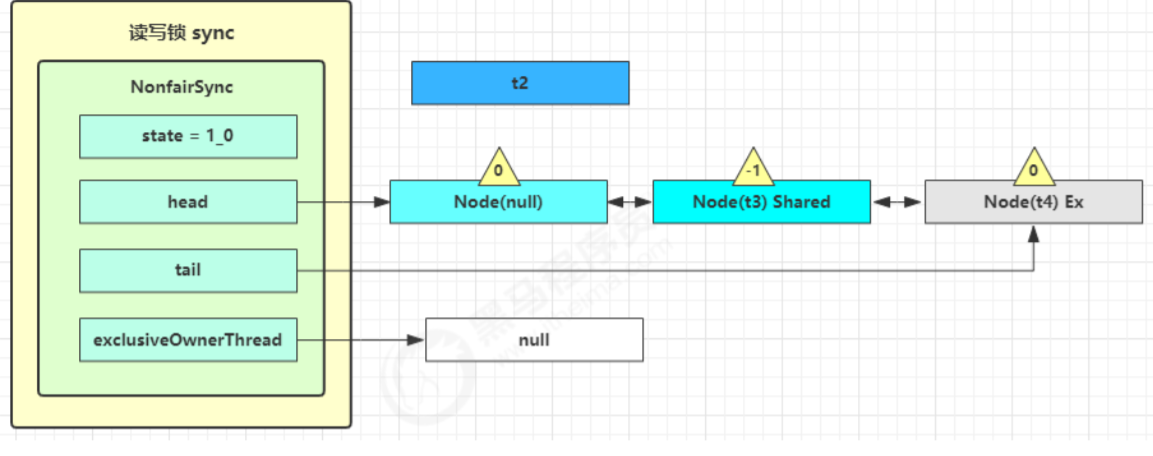 读写锁 sync
NonfairSync
state = 1_0
head
tail
exclusiveOwnerThread
t2
0
-1
0
Node(null)
Node(t3) Shared
Node(t4) Ex
null
黑马程序员